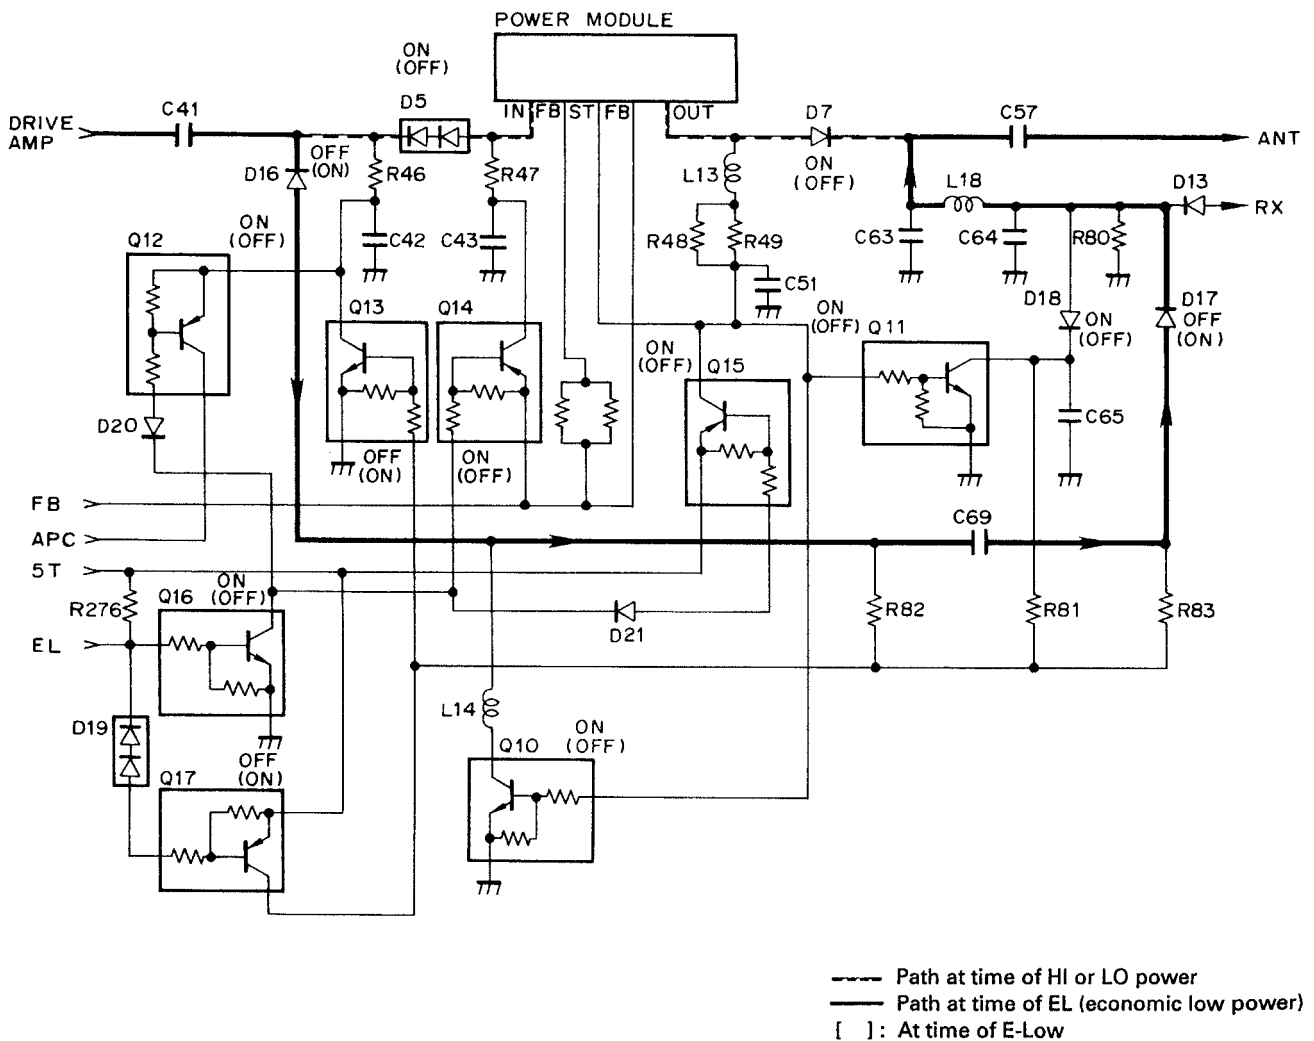 POWER MODULE
ON
(OFF)
IN FB ST FB OUT
D5
C41
DRIVE
AMP
D7
C57
ANT
OFF
(ON)
D16
R46
R47
L13
ON
(OFF)
L18
D13
RX
ON
(OFF)
Q12
C42
C43
R48
R49
C63
C64
R80
C51
Q13
Q14
ON
(OFF)
Q11
D18
ON
(OFF)
D17
OFF
(ON)
ON
(OFF)
Q15
D20
C65
OFF
(ON)
ON
(OFF)
FB
APC
C69
5T
R276
Q16
ON
(OFF)
D21
R82
R81
R83
EL
D19
L14
OFF
(ON)
Q17
Q10
ON
(OFF)
Path at time of HI or LO power
Path at time of EL (economic low power)
[ ] : At time of E-Low